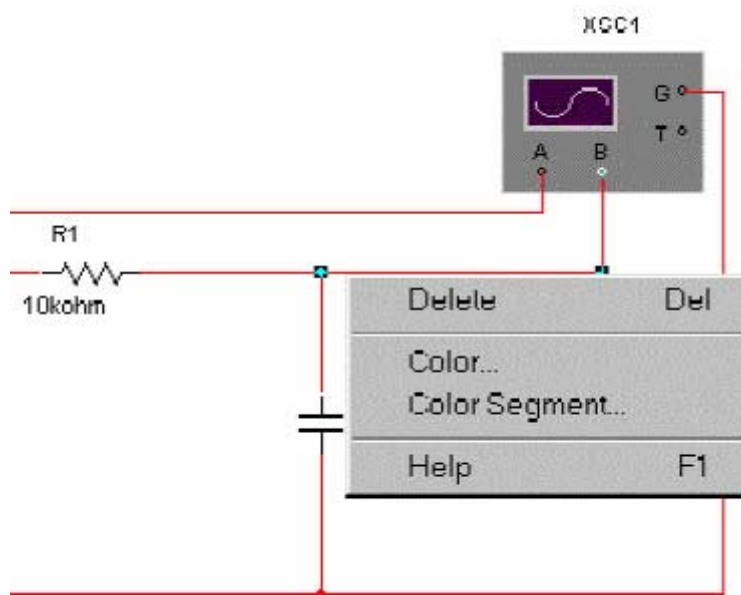 XSC1
G
T
A B
R1
10kohm
Delete Del
Color...
Color Segment...
Help F1